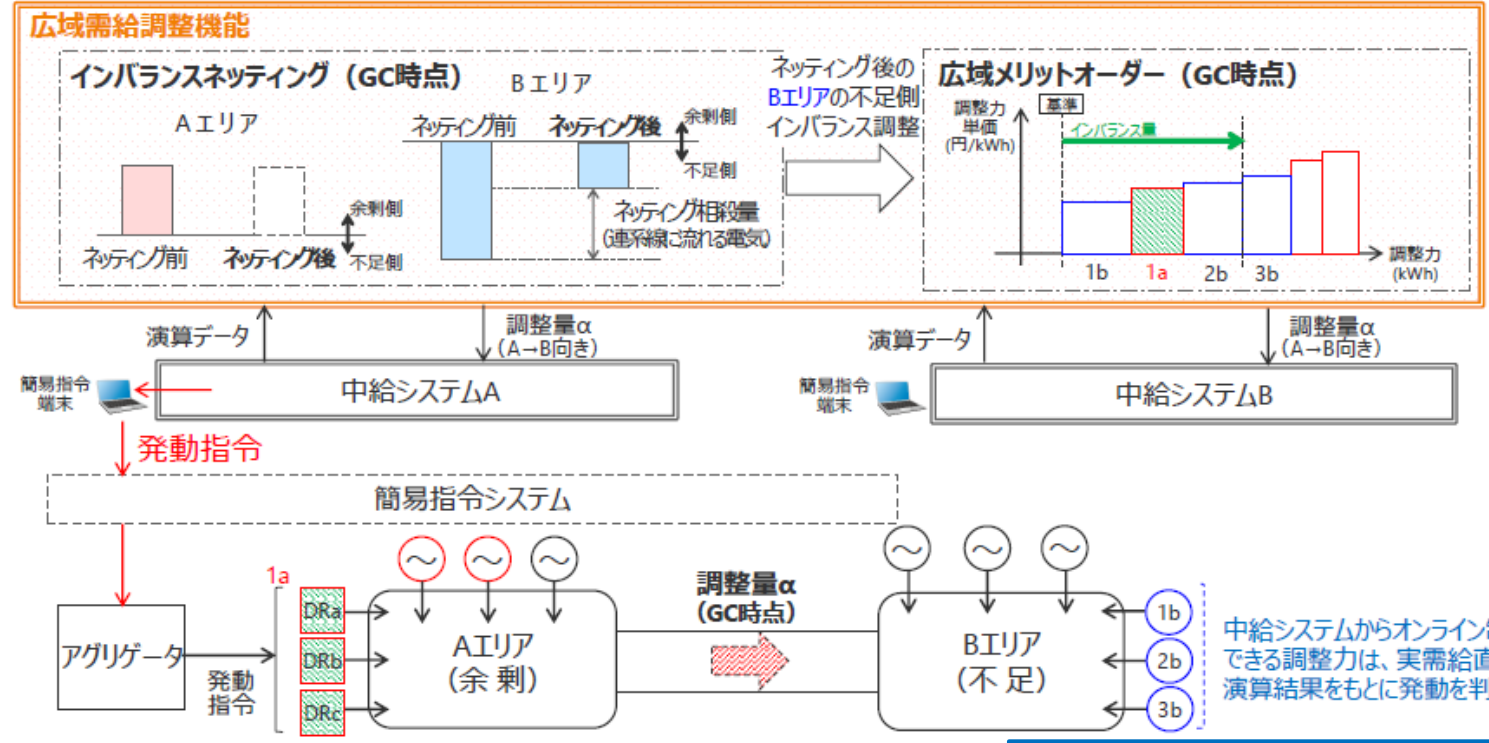 広域需給調整機能
インバランスネッティング（GC時点）
Aエリア
ネッティング前
ネッティング後
余剰側
不足側
Bエリア
ネッティング前
ネッティング後
余剰側
不足側
ネッティング相殺量
（連系線に流れる電気）
ネッティング後の
Bエリアの不足側
インバランス調整
広域メリットオーダー（GC時点）
調整力
単価
(円/kWh)
基準
インバランス量
1b
1a
2b
3b
調整力
(kWh)
演算データ
調整量α
（A→B向き）
演算データ
調整量α
（A→B向き）
簡易指令
端末
中給システムA
簡易指令
端末
中給システムB
発動指令
簡易指令システム
アグリゲータ
発動
指令
1a
DRa
DRb
DRc
～
～
～
Aエリア
（余 剰）
調整量α
（GC時点）
～
～
～
Bエリア
（不 足）
1b
2b
3b
中給システムからオンライン
できる調整力は、実需給直
演算結果をもとに発動を判